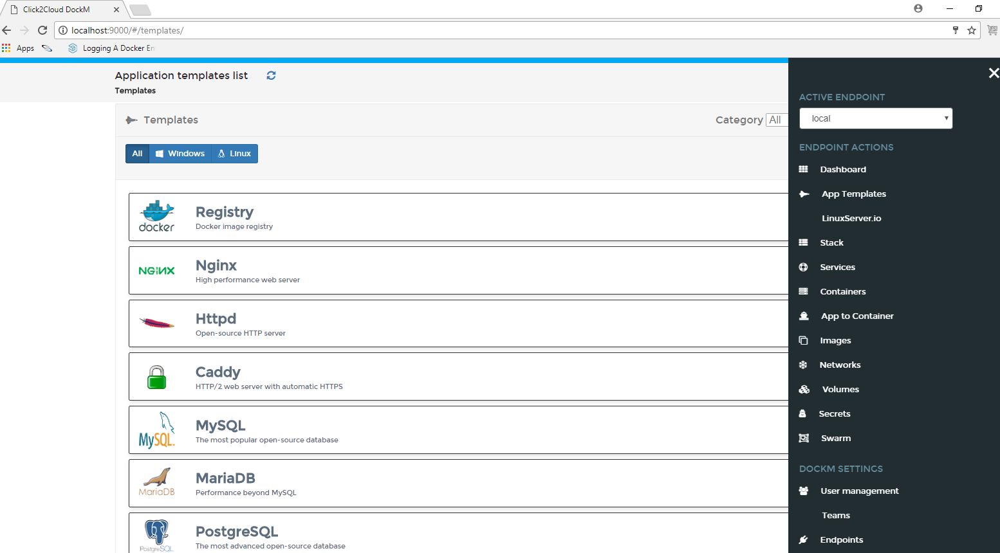 Click2Cloud DockM
localhost:9000/#/templates/
Apps
Logging A Docker En
Application templates list
Templates
Templates
Category All
All
Windows
Linux
docker
Registry
Docker image registry
NGINX
Nginx
High performance web server
Httpd
Open-source HTTP server
Caddy
HTTP/2 web server with automatic HTTPS
MySQL
MySQL
The most popular open-source database
MariaDB
MariaDB
Performance beyond MySQL
PostgreSQL
PostgreSQL
The most advanced open-source database
ACTIVE ENDPOINT
local
ENDPOINT ACTIONS
Dashboard
App Templates
LinuxServer.io
Stack
Services
Containers
App to Container
Images
Networks
Volumes
Secrets
Swarm
DOCKM SETTINGS
User management
Teams
Endpoints